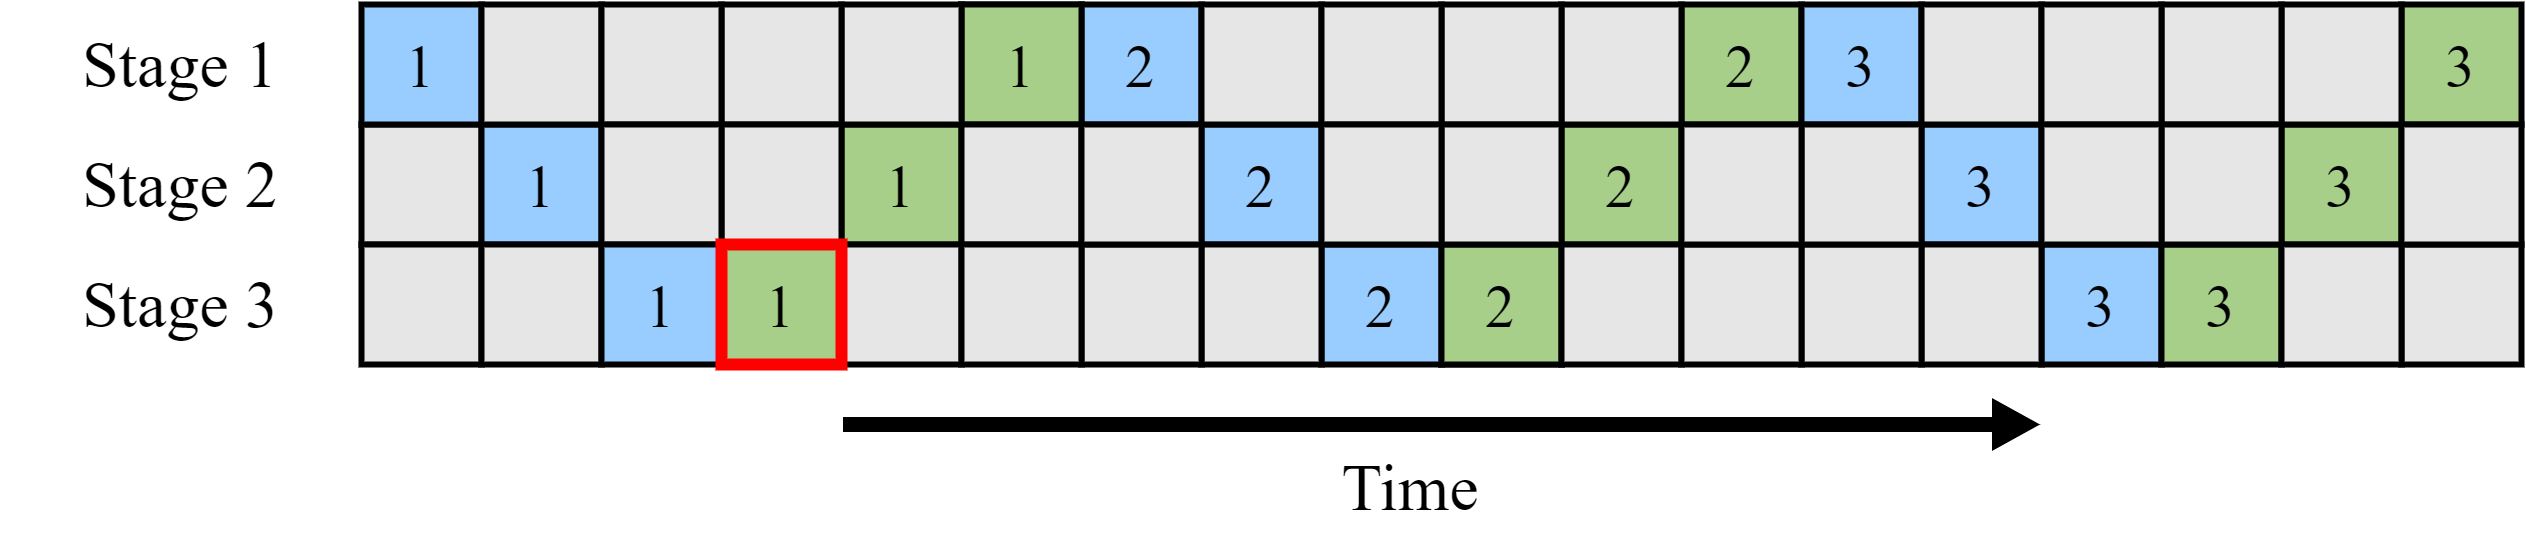 Stage 1 1 1 2 2 3 3
Stage 2 1 1 2 2 3 3
Stage 3 1 1 2 2 3 3
Time